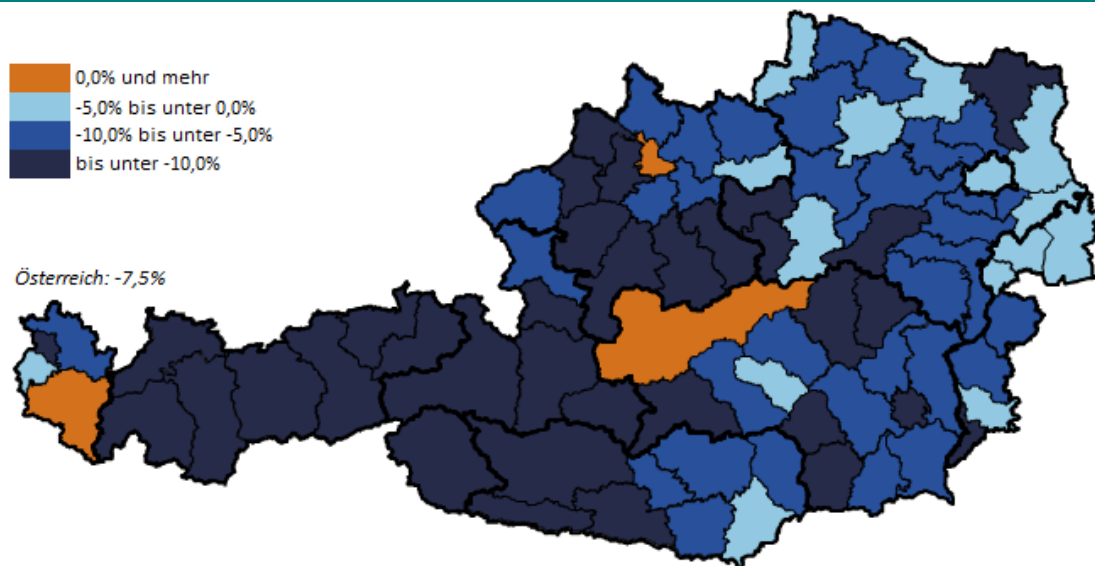 0,0% und mehr
-5,0% bis unter 0,0%
-10,0% bis unter -5,0%
bis unter -10,0%
Österreich: -7,5%